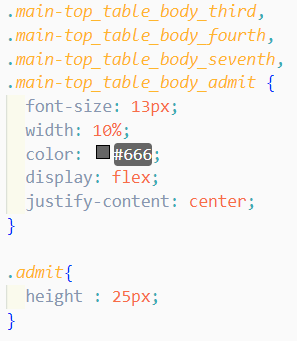 .main-top_table_body_third,
.main-top_table_body_fourth,
.main-top_table_body_seventh,
.main-top_table_body_admit {
  font-size: 13px;
  width: 10%;
  color: #666;
  display: flex;
  justify-content: center;
}

.admit{
  height : 25px;
}